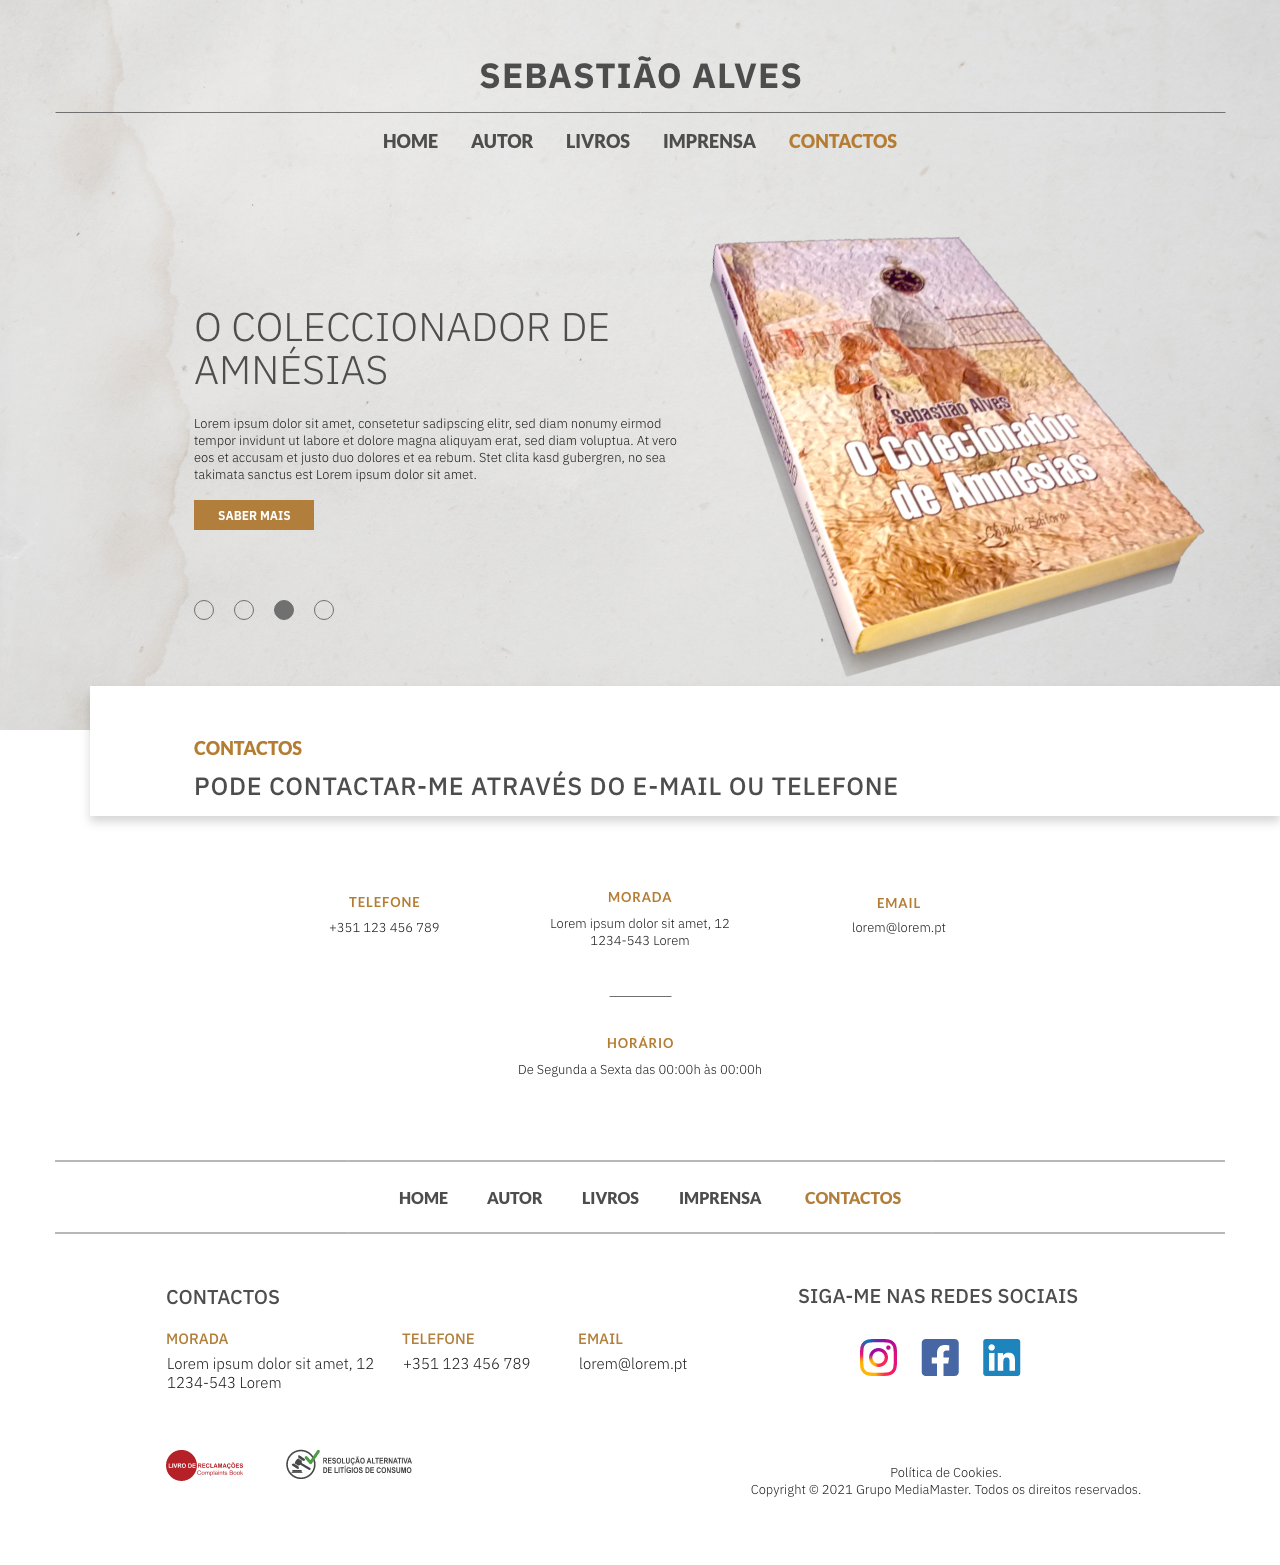 SEBASTIÃO ALVES
HOME AUTOR LIVROS IMPRENSA CONTACTOS
O COLECCIONADOR DE
AMNÉSIAS
Lorem ipsum dolor sit amet, consetetur sadipscing elitr, sed diam nonumy eirmod
tempor invidunt ut labore et dolore magna aliquyam erat, sed diam voluptua. At vero
eos et accusam et justo duo dolores et ea rebum. Stet clita kasd gubergren, no sea
takimata sanctus est Lorem ipsum dolor sit amet.
SABER MAIS
Sebastião Alves
O Colecionador
de Amnésias
Chiado Editora
Chiado Editora
CONTACTOS
PODE CONTACTAR-ME ATRAVÉS DO E-MAIL OU TELEFONE
TELEFONE
+351 123 456 789
MORADA
Lorem ipsum dolor sit amet, 12
1234-543 Lorem
EMAIL
lorem@lorem.pt
HORÁRIO
De Segunda a Sexta das 00:00h às 00:00h
HOME AUTOR LIVROS IMPRENSA CONTACTOS
CONTACTOS
MORADA
Lorem ipsum dolor sit amet, 12
1234-543 Lorem
TELEFONE
+351 123 456 789
EMAIL
lorem@lorem.pt
SIGA-ME NAS REDES SOCIAIS
in
LIVRO DE RECLAMAÇÕES
Complaints Book
RESOLUÇÃO ALTERNATIVA
DE LITÍGIOS DE CONSUMO
Política de Cookies.
Copyright © 2021 Grupo MediaMaster. Todos os direitos reservados.